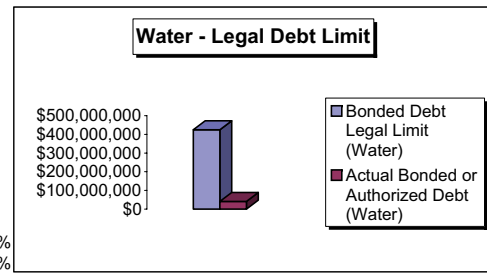 Water - Legal Debt Limit
$500,000,000
$400,000,000
$300,000,000
$200,000,000
$100,000,000
$0
Bonded Debt
Legal Limit
(Water)
Actual Bonded or
Authorized Debt
(Water)
%
%